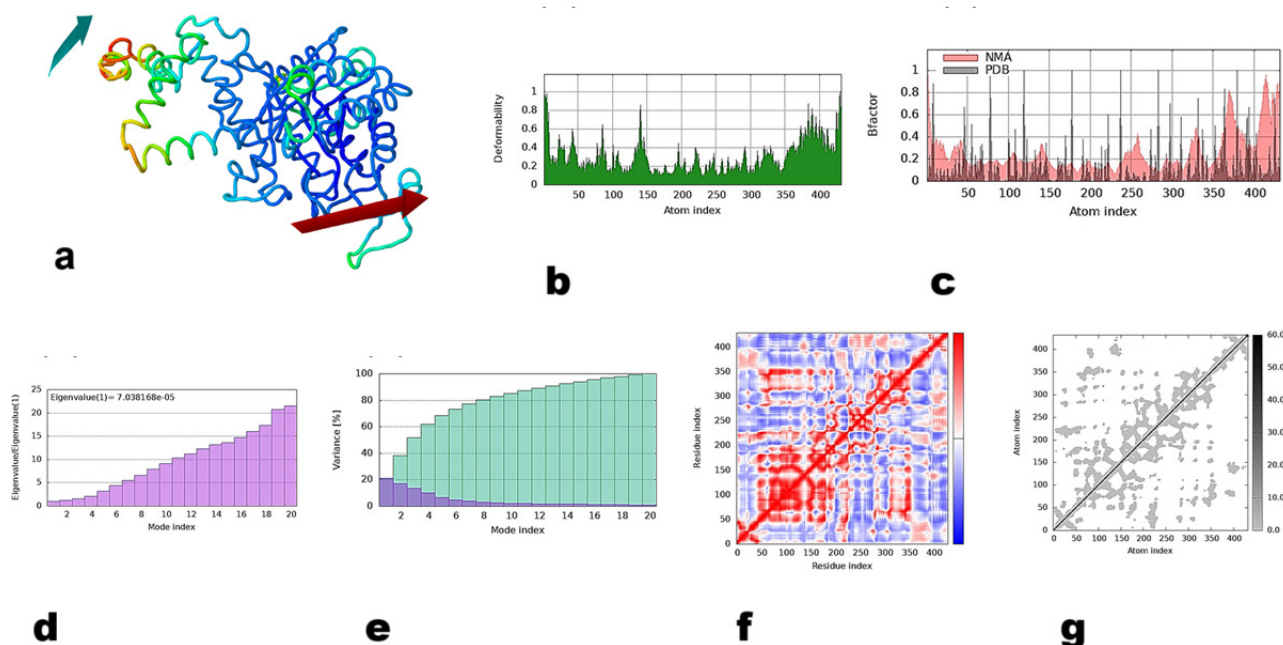 1
0.8
0.6
0.4
0.2
0
Deformability
50 100 150 200 250 300 350 400
Atom index
NMA
PDB
1
0.8
0.6
0.4
0.2
0
Bfactor
50 100 150 200 250 300 350 400
Atom index
a
b
c
Eigenvalue(1)= 7.038168e-05
25
20
15
10
5
0
Eigenvalue/Eigenvalue(1)
2 4 6 8 10 12 14 16 18 20
Mode index
100
80
60
40
20
0
Variance [%]
2 4 6 8 10 12 14 16 18 20
Mode index
400
350
300
250
200
150
100
50
0
Residue index
0 50 100 150 200 250 300 350 400
Residue index
400
350
300
250
200
150
100
50
0
Atom index
0 50 100 150 200 250 300 350 400
Atom index
60.0
50.0
40.0
30.0
20.0
10.0
0.0
d
e
f
g